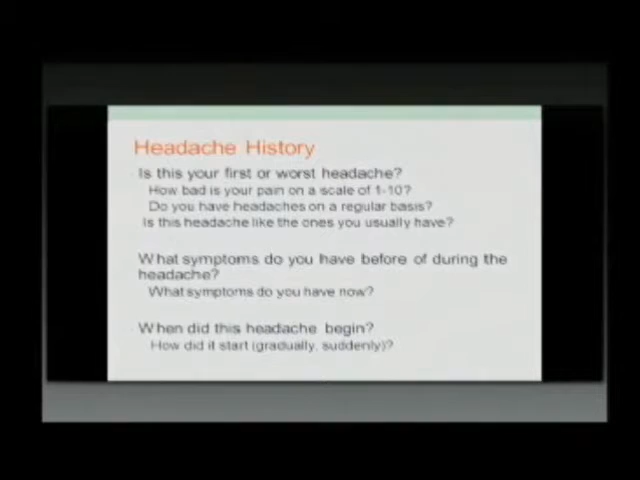 Headache History
Is this your first or worst headache?
How bad is your pain on a scale of 1-10?
Do you have headaches on a regular basis?
Is this headache like the ones you usually have?
What symptoms do you have before of during the
headache?
What symptoms do you have now?
When did this headache begin?
How did it start (gradually, suddenly)?